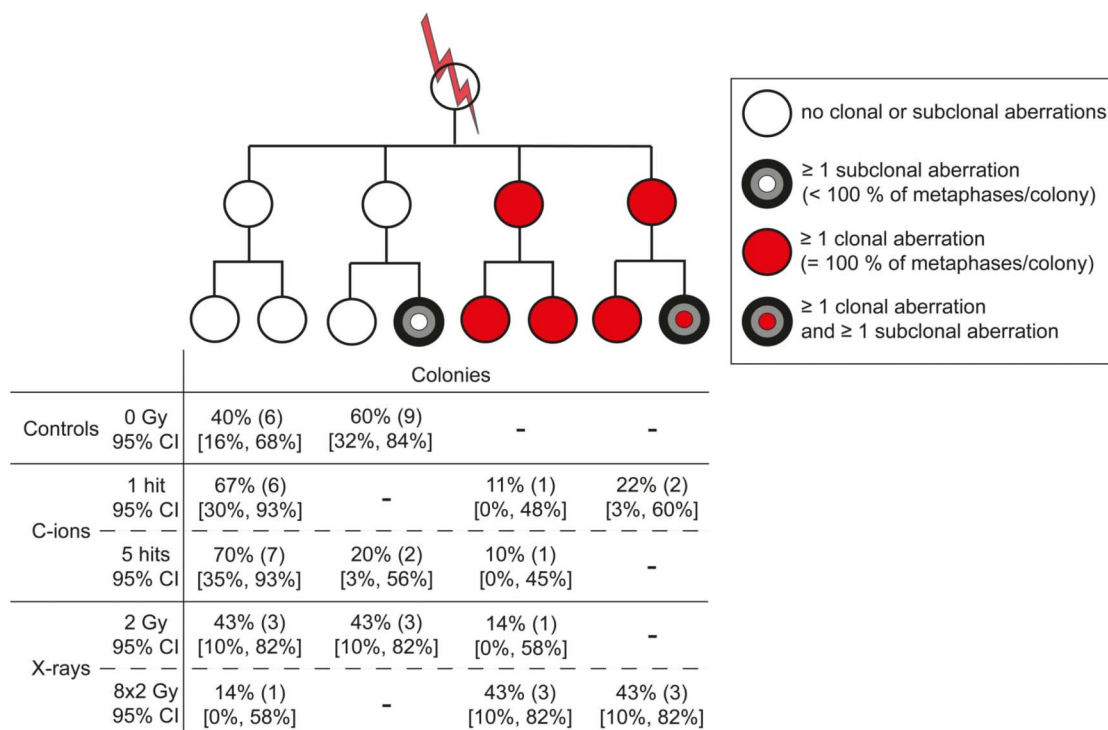 no clonal or subclonal aberrations
≥ 1 subclonal aberration
(< 100 % of metaphases/colony)
≥ 1 clonal aberration
(= 100 % of metaphases/colony)
≥ 1 clonal aberration
and ≥ 1 subclonal aberration
Colonies
Controls 0 Gy 40% (6) 60% (9) - -
95% CI [16%, 68%] [32%, 84%]
C-ions
1 hit 67% (6) - 11% (1) 22% (2)
95% CI [30%, 93%] [0%, 48%] [3%, 60%]
5 hits 70% (7) 20% (2) 10% (1) -
95% CI [35%, 93%] [3%, 56%] [0%, 45%]
X-rays
2 Gy 43% (3) 43% (3) 14% (1) -
95% CI [10%, 82%] [10%, 82%] [0%, 58%]
8x2 Gy 14% (1) - 43% (3) 43% (3)
95% CI [0%, 58%] [10%, 82%] [10%, 82%]